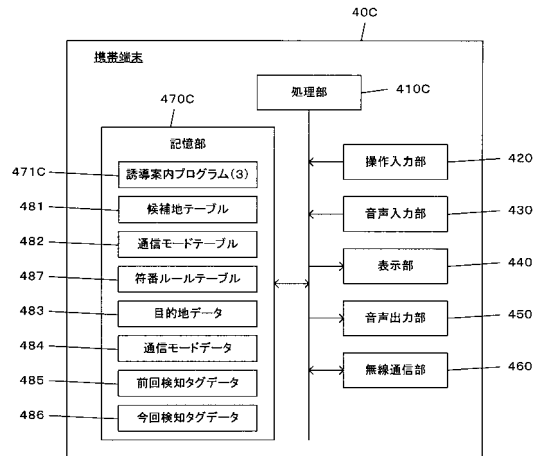 40C
携帯端末
処理部
410C
470C
記憶部
471C
誘導案内プログラム(3)
481
候補地テーブル
482
通信モードテーブル
487
符番ルールテーブル
483
目的地データ
484
通信モードデータ
485
前回検知タグデータ
486
今回検知タグデータ
操作入力部
420
音声入力部
430
表示部
440
音声出力部
450
無線通信部
460